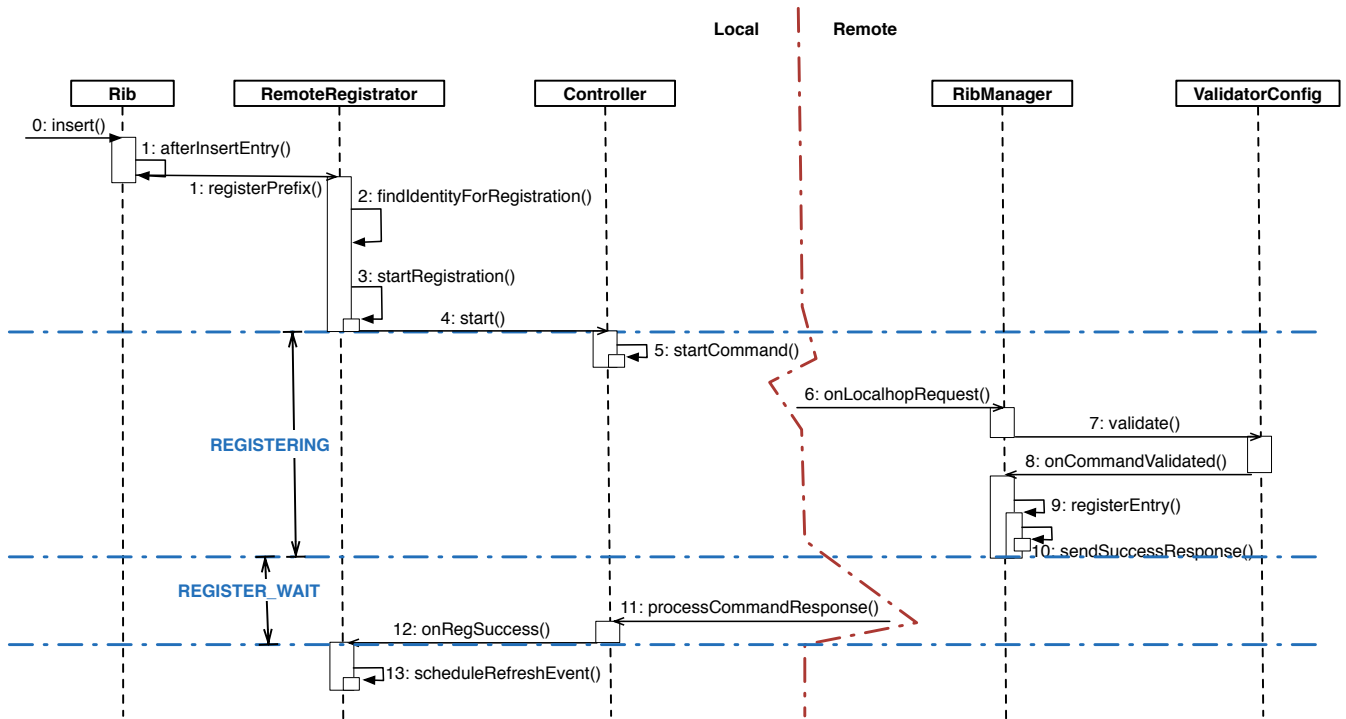 Local
Remote
Rib
RemoteRegistrator
Controller
RibManager
ValidatorConfig
0: insert()
1: afterInsertEntry()
1: registerPrefix()
2: findIdentityForRegistration()
3: startRegistration()
4: start()
5: startCommand()
6: onLocalhopRequest()
7: validate()
REGISTERING
8: onCommandValidated()
9: registerEntry()
10: sendSuccessResponse()
REGISTER_WAIT
11: processCommandResponse()
12: onRegSuccess()
13: scheduleRefreshEvent()